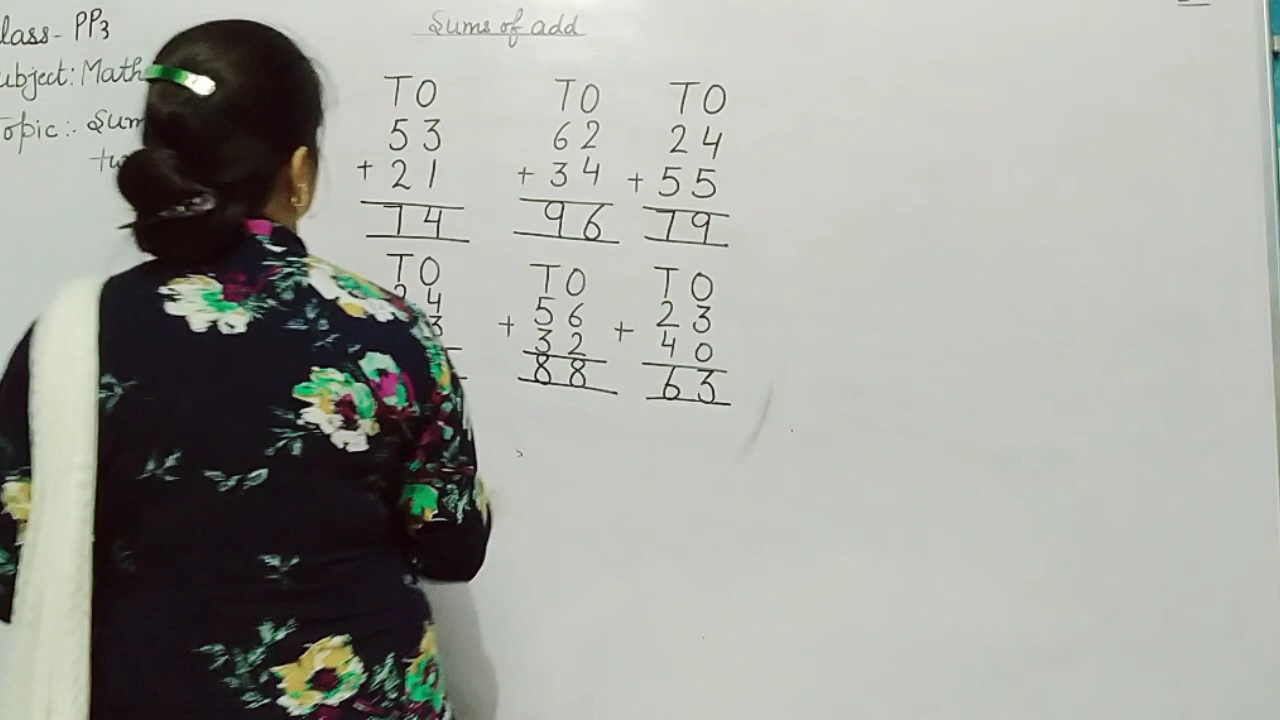 lass- PP3
Sums of add
ubject: Math
opic:- Sum
T O T O T O
5 3 6 2 2 4
+ 2 1 + 3 4 + 5 5
7 4 9 6 7 9
T O T O T O
4 5 6 2 3
3 + 3 2 + 4 0
8 8 6 3